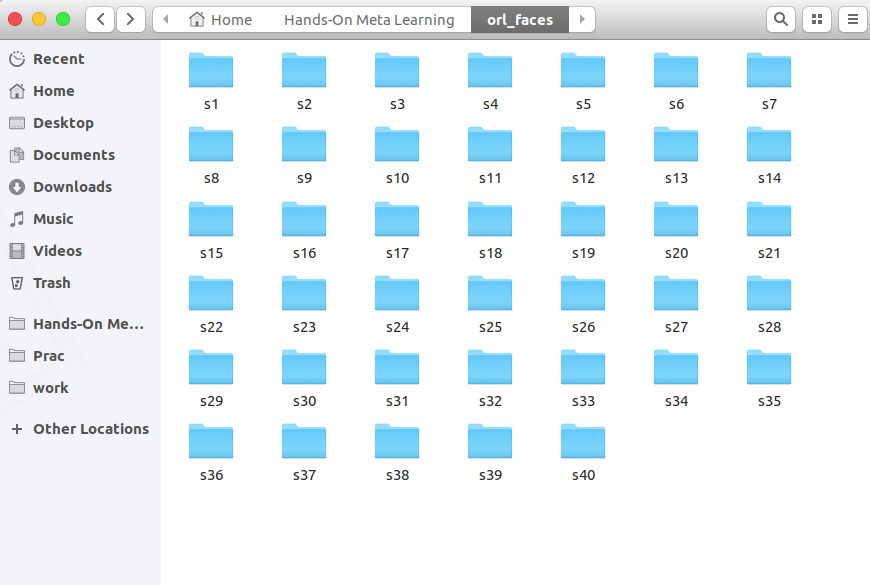 Home Hands-On Meta Learning orl_faces
Recent
Home
Desktop
Documents
Downloads
Music
Videos
Trash
Hands-On Me...
Prac
work
Other Locations
s1 s2 s3 s4 s5 s6 s7
s8 s9 s10 s11 s12 s13 s14
s15 s16 s17 s18 s19 s20 s21
s22 s23 s24 s25 s26 s27 s28
s29 s30 s31 s32 s33 s34 s35
s36 s37 s38 s39 s40